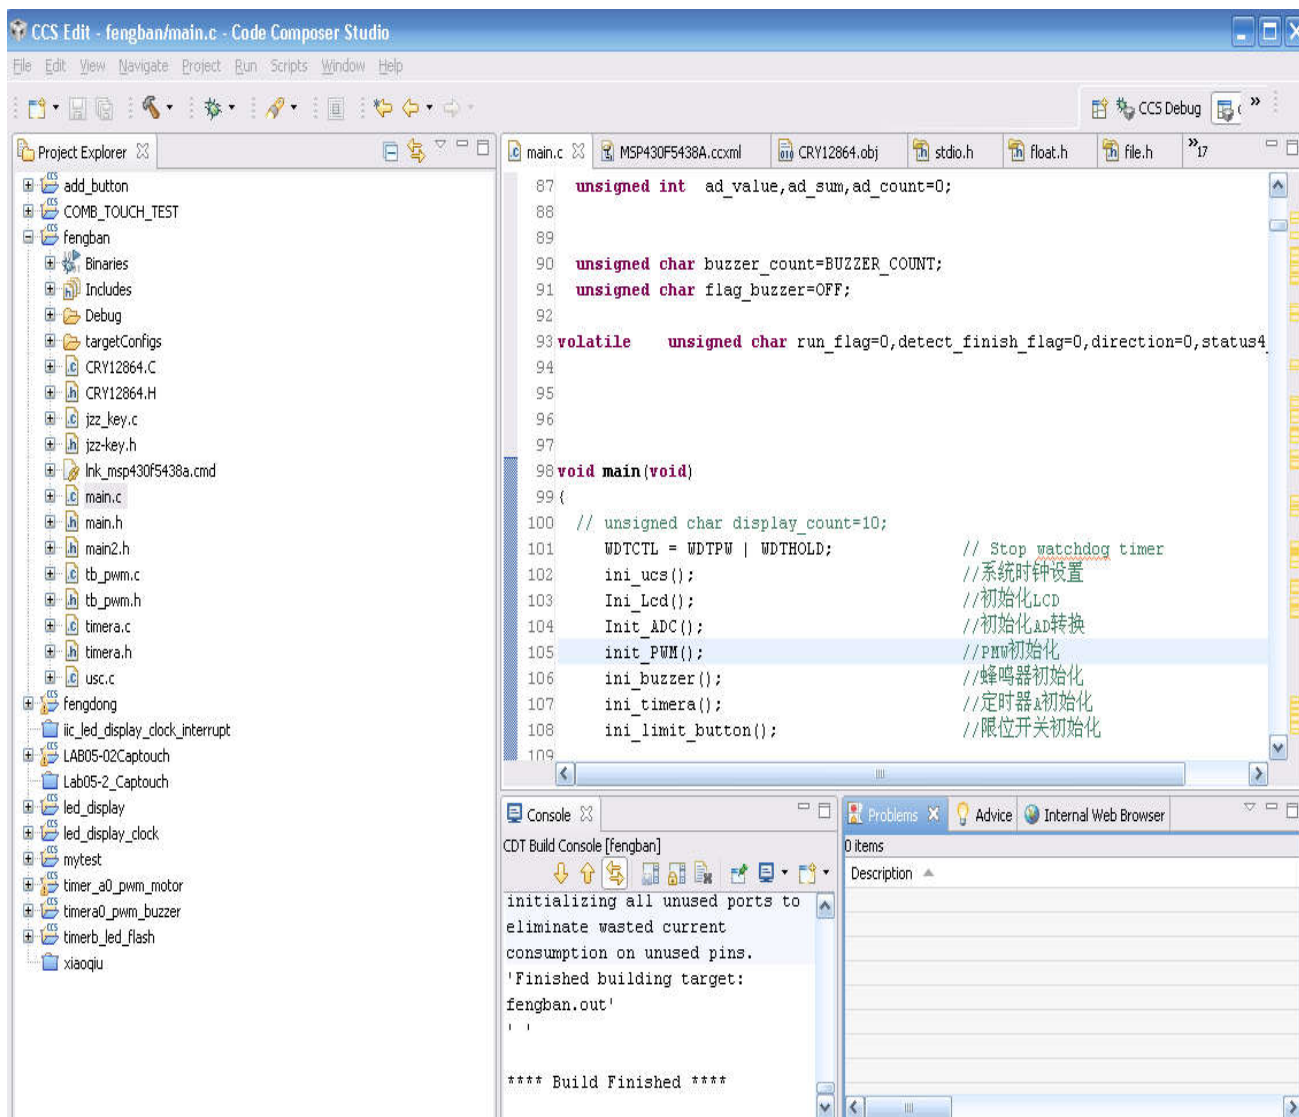 CCS Edit - fengban/main.c - Code Composer Studio
File Edit View Navigate Project Run Scripts Window Help
CCS Debug
Project Explorer
add_button
COMB_TOUCH_TEST
fengban
Binaries
Includes
Debug
targetConfigs
CRY12864.C
CRY12864.H
jzz_key.c
jzz-key.h
lnk_msp430f5438a.cmd
main.c
main.h
main2.h
tb_pwm.c
tb_pwm.h
timera.c
timera.h
usc.c
fengdong
iic_led_display_clock_interrupt
LAB05-02Captouch
Lab05-2_Captouch
led_display
led_display_clock
mytest
timer_a0_pwm_motor
timera0_pwm_buzzer
timerb_led_flash
xiaoqiu
main.c MSP430F5438A.ccxml CRY12864.obj stdio.h float.h file.h »17
87 unsigned int ad_value,ad_sum,ad_count=0;
88
89
90 unsigned char buzzer_count=BUZZER_COUNT;
91 unsigned char flag_buzzer=OFF;
92
93 volatile unsigned char run_flag=0,detect_finish_flag=0,direction=0,status4_
94
95
96
97
98 void main(void)
99 {
100 // unsigned char display_count=10;
101 WDTCTL = WDTPW | WDTHOLD; // Stop watchdog timer
102 ini_ucs(); //系统时钟设置
103 Ini_Lcd(); //初始化LCD
104 Init_ADC(); //初始化AD转换
105 init_PWM(); //PMW初始化
106 ini_buzzer(); //蜂鸣器初始化
107 ini_timera(); //定时器A初始化
108 ini_limit_button(); //限位开关初始化
109
Console
CDT Build Console [fengban]
initializing all unused ports to
eliminate wasted current
consumption on unused pins.
'Finished building target:
fengban.out'
' '
**** Build Finished ****
Problems Advice Internal Web Browser
0 items
Description